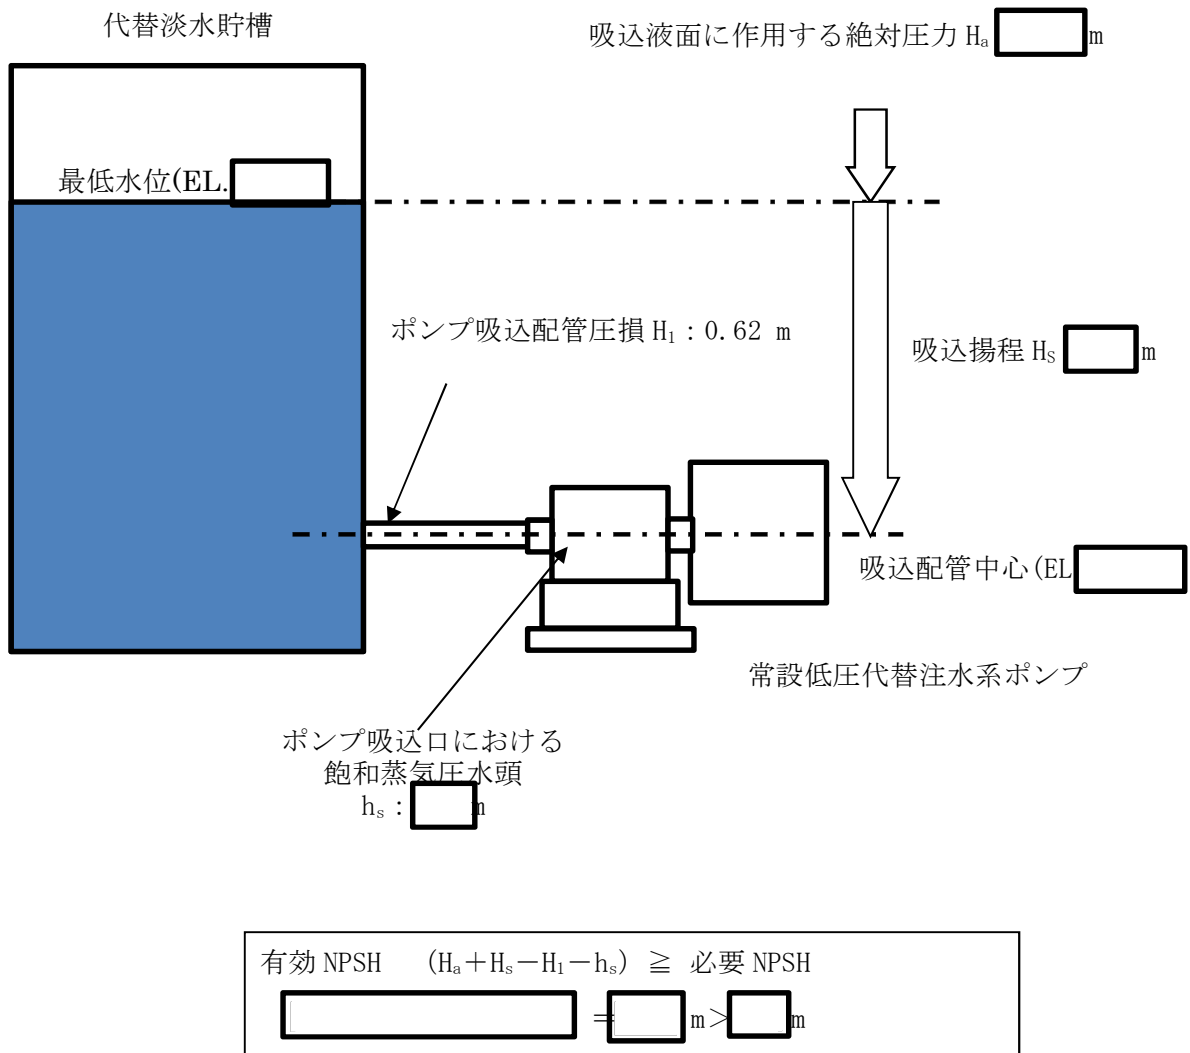 代替淡水貯槽
吸込液面に作用する絶対圧力 Hₐ m
最低水位(EL.
ポンプ吸込配管圧損 H₁：0.62 m
吸込揚程 Hₛ m
吸込配管中心(EL
常設低圧代替注水系ポンプ
ポンプ吸込口における
飽和蒸気圧水頭
hₛ： m
有効 NPSH （Hₐ＋Hₛ－H₁－hₛ） ≧ 必要 NPSH
＝ m＞ m